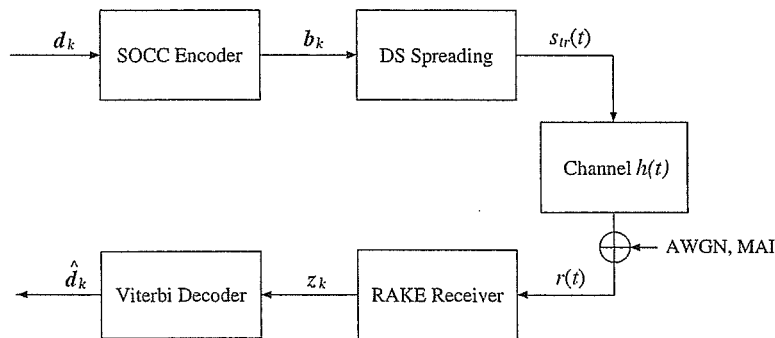 d_k
SOCC Encoder
b_k
DS Spreading
s_tr(t)
Channel h(t)
AWGN, MAI
d̂_k
Viterbi Decoder
z_k
RAKE Receiver
r(t)